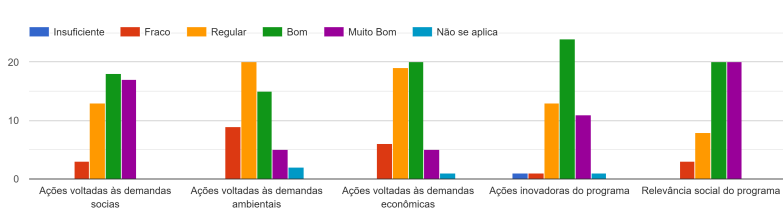 Insuficiente Fraco Regular Bom Muito Bom Não se aplica
20
10
0
Ações voltadas às demandas socias
Ações voltadas às demandas ambientais
Ações voltadas às demandas econômicas
Ações inovadoras do programa
Relevância social do programa